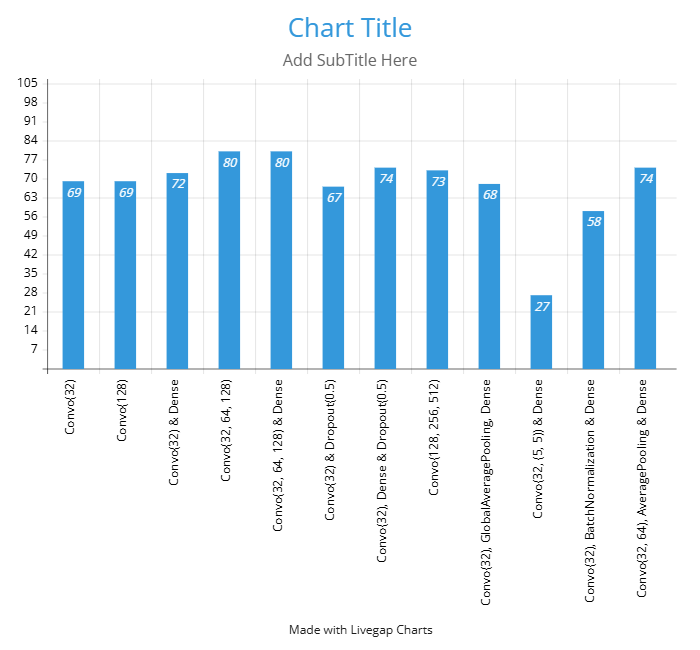 Chart Title
Add SubTitle Here
105
98
91
84
77
70
63
56
49
42
35
28
21
14
7
69
69
72
80
80
67
74
73
68
27
58
74
Convo(32)
Convo(128)
Convo(32) & Dense
Convo(32, 64, 128)
Convo(32, 64, 128) & Dense
Convo(32) & Dropout(0.5)
Convo(32), Dense & Dropout(0.5)
Convo(128, 256, 512)
Convo(32), GlobalAveragePooling, Dense
Convo(32, (5, 5)) & Dense
Convo(32), BatchNormalization & Dense
Convo(32, 64), AveragePooling & Dense
Made with Livegap Charts